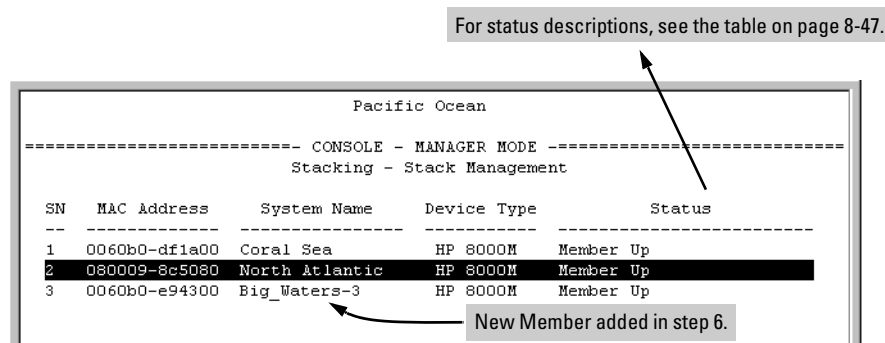 For status descriptions, see the table on page 8-47.
Pacific Ocean
==========================- CONSOLE - MANAGER MODE -============================
Stacking - Stack Management
SN MAC Address System Name Device Type Status
-- ------------- ---------------- ----------- -------------------------
1 0060b0-df1a00 Coral Sea HP 8000M Member Up
2 080009-8c5080 North Atlantic HP 8000M Member Up
3 0060b0-e94300 Big_Waters-3 HP 8000M Member Up
New Member added in step 6.